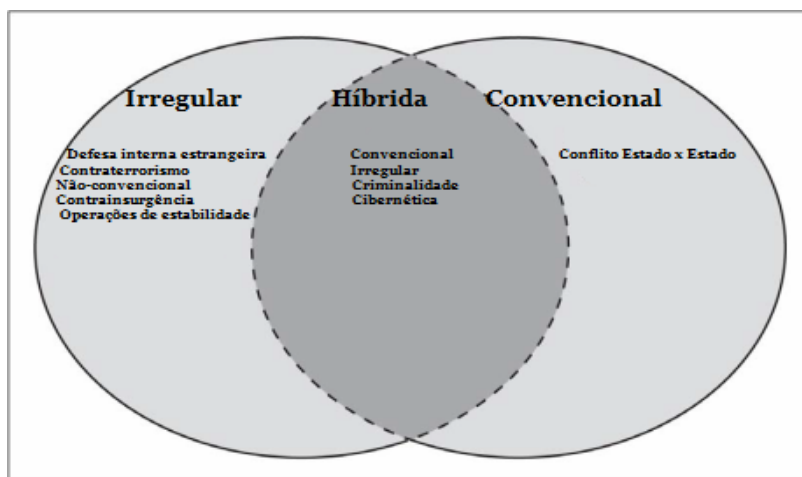 Irregular
Híbrida
Convencional
Defesa interna estrangeira
Contraterrorismo
Não-convencional
Contrainsurgência
Operações de estabilidade
Convencional
Irregular
Criminalidade
Cibernética
Conflito Estado x Estado